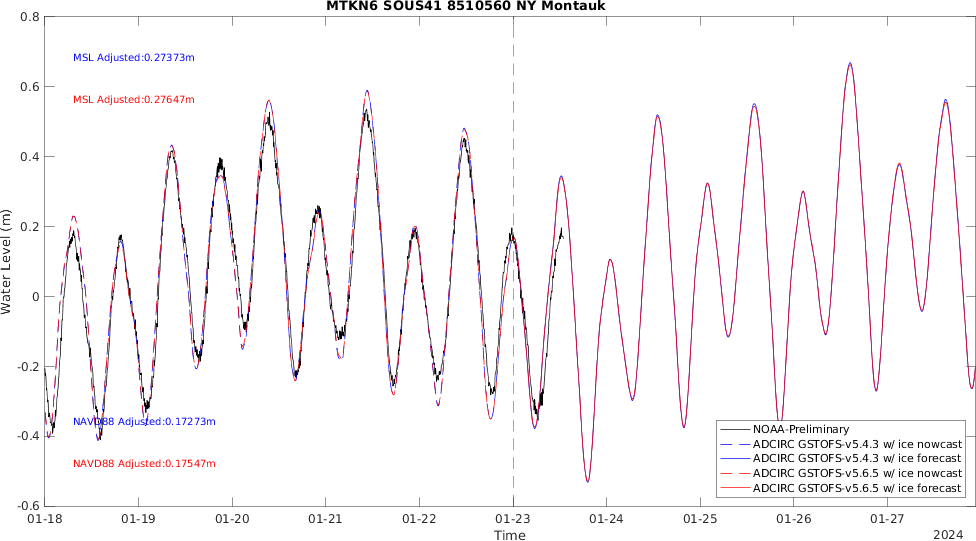 MTKN6 SOUS41 8510560 NY Montauk
0.8
0.6
0.4
0.2
0
-0.2
-0.4
-0.6
Water Level (m)
MSL Adjusted:0.27373m
MSL Adjusted:0.27647m
NAVD88 Adjusted:0.17273m
NAVD88 Adjusted:0.17547m
NOAA-Preliminary
ADCIRC GSTOFS-v5.4.3 w/ ice nowcast
ADCIRC GSTOFS-v5.4.3 w/ ice forecast
ADCIRC GSTOFS-v5.6.5 w/ ice nowcast
ADCIRC GSTOFS-v5.6.5 w/ ice forecast
01-18 01-19 01-20 01-21 01-22 01-23 01-24 01-25 01-26 01-27
Time
2024